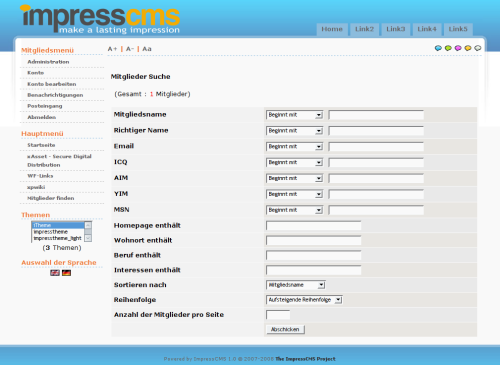 impresscms
make a lasting impression
Home Link2 Link3 Link4 Link5
Mitgliedsmenü
Administration
Konto
Konto bearbeiten
Benachrichtigungen
Posteingang
Abmelden
Hauptmenü
Startseite
xAsset - Secure Digital
Distribution
WF-Links
apwiki
Mitglieder finden
Themen
iTheme
impresstheme
impresstheme_light
(3 Themen)
Auswahl der Sprache
A+ | A- | Aa
Mitglieder Suche
(Gesamt : 1 Mitglieder)
Mitgliedsname Beginnt mit
Richtiger Name Beginnt mit
Email Beginnt mit
ICQ Beginnt mit
AIM Beginnt mit
YIM Beginnt mit
MSN Beginnt mit
Homepage enthält
Wohnort enthält
Beruf enthält
Interessen enthält
Sortieren nach Mitgliedsname
Reihenfolge Aufsteigende Reihenfolge
Anzahl der Mitglieder pro Seite
Abschicken
Powered by ImpressCMS 1.0 © 2007-2008 The ImpressCMS Project